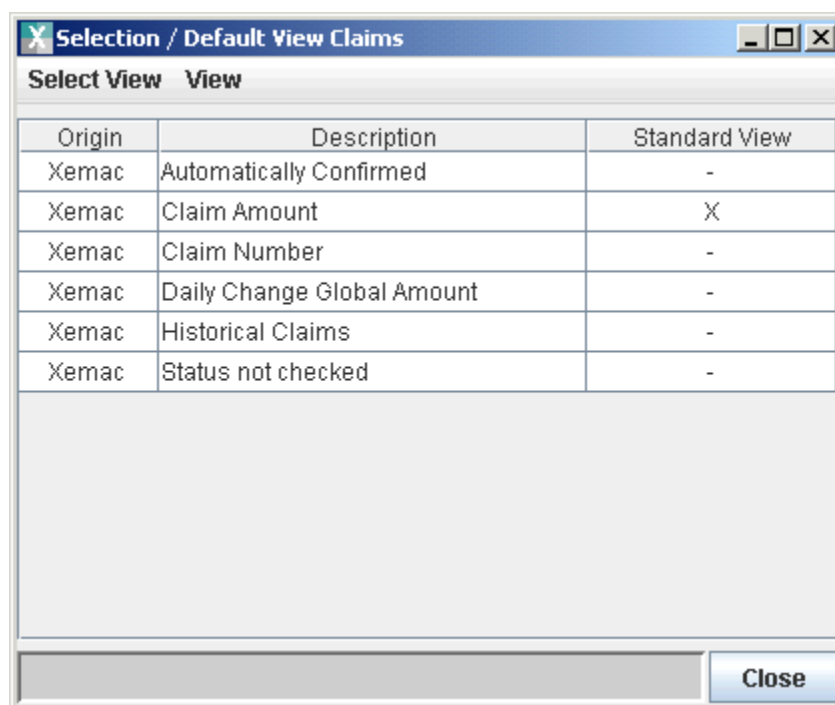 Selection / Default View Claims
Select View View
Origin Description Standard View
Xemac Automatically Confirmed -
Xemac Claim Amount X
Xemac Claim Number -
Xemac Daily Change Global Amount -
Xemac Historical Claims -
Xemac Status not checked -
Close